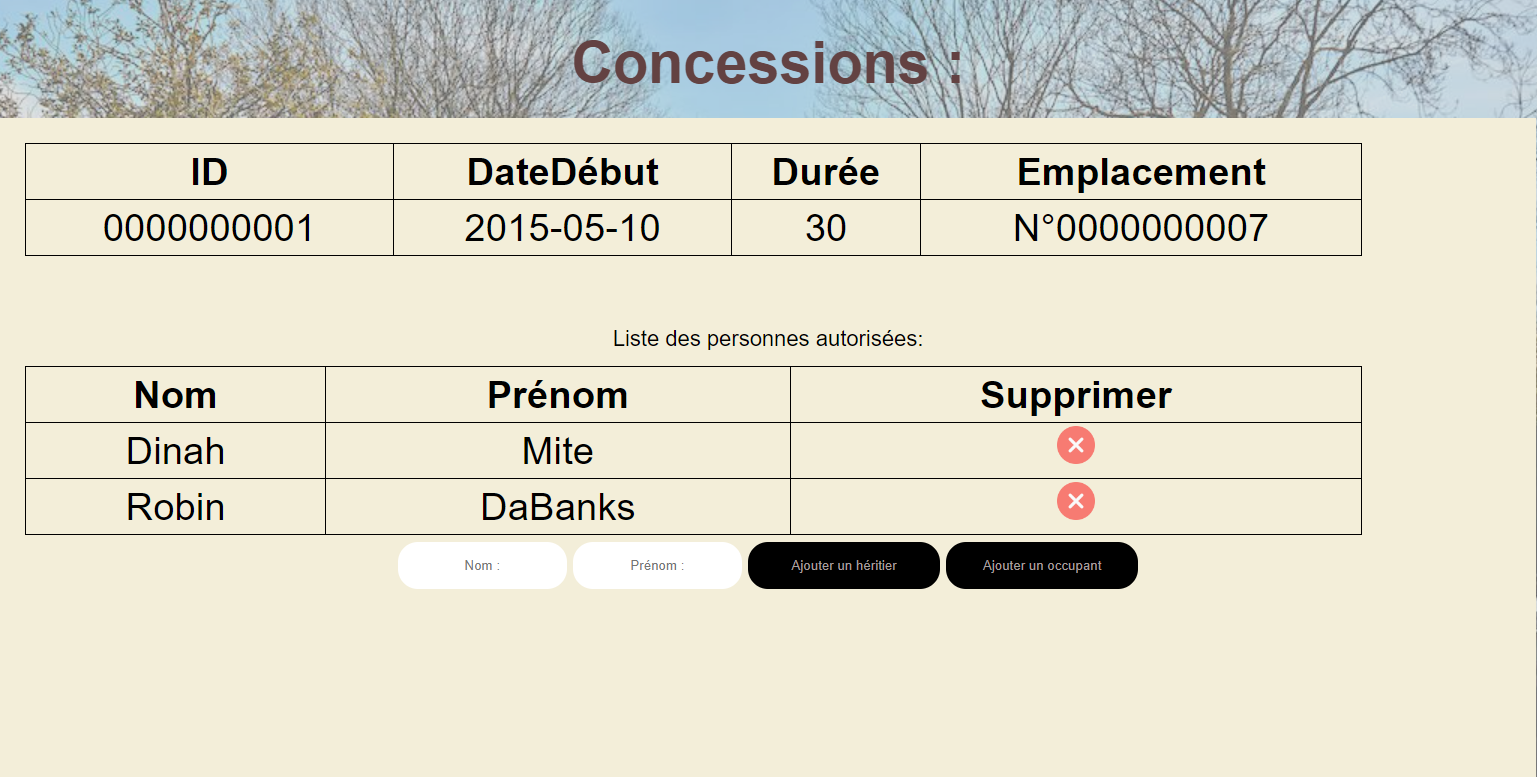 Concessions :
ID DateDébut Durée Emplacement
0000000001 2015-05-10 30 N°0000000007
Liste des personnes autorisées:
Nom Prénom Supprimer
Dinah Mite
Robin DaBanks
Nom : Prénom : Ajouter un héritier Ajouter un occupant